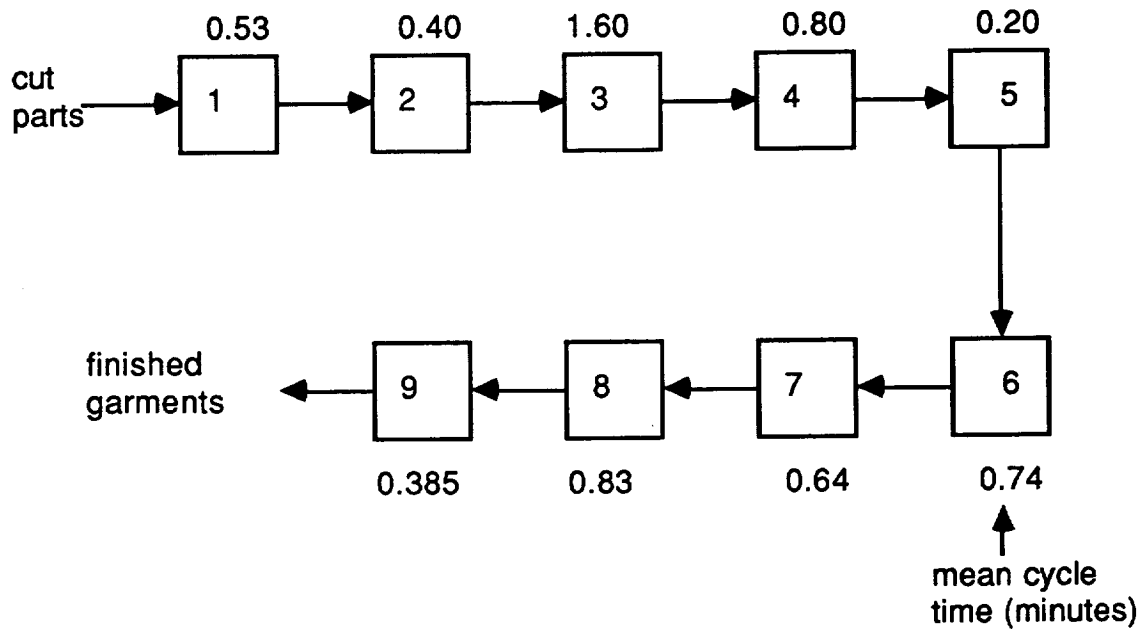 0.53 0.40 1.60 0.80 0.20
cut
parts
1 2 3 4 5
finished
garments
9 8 7 6
0.385 0.83 0.64 0.74
mean cycle
time (minutes)